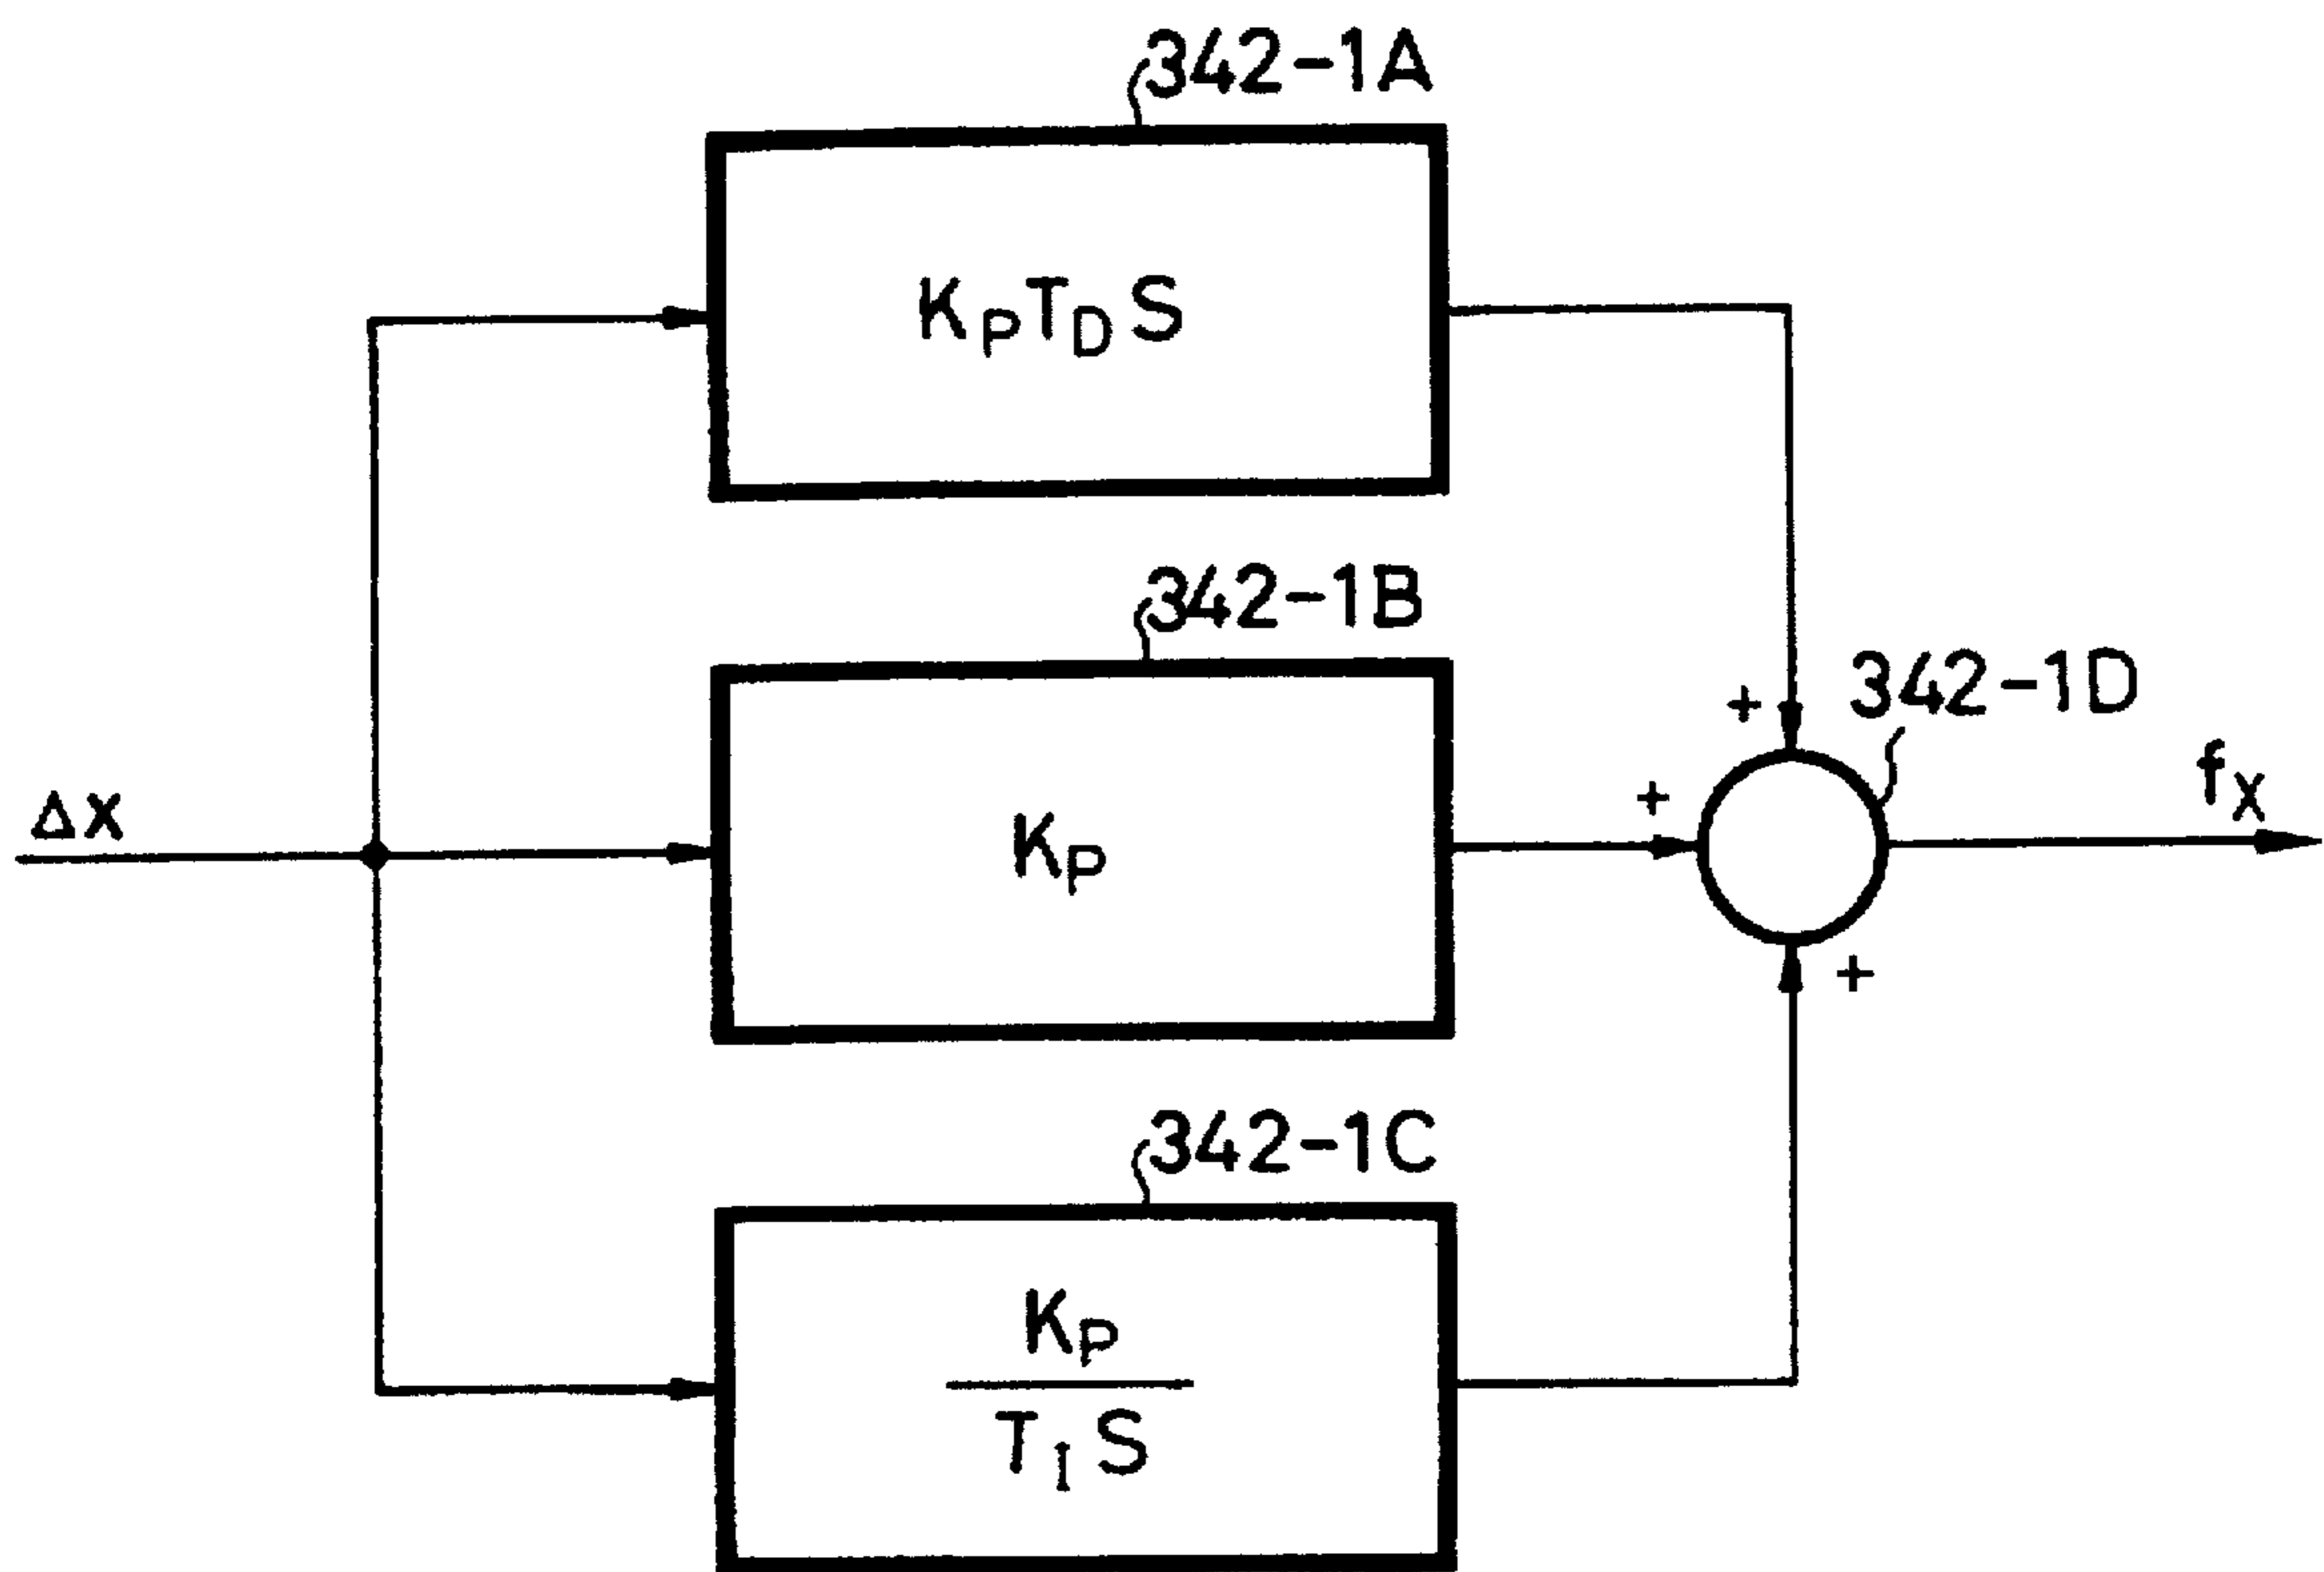 342-1A
KPTDS
342-1B
342-1D
+
+
fX
ΔX
KP
+
342-1C
KP
TIS